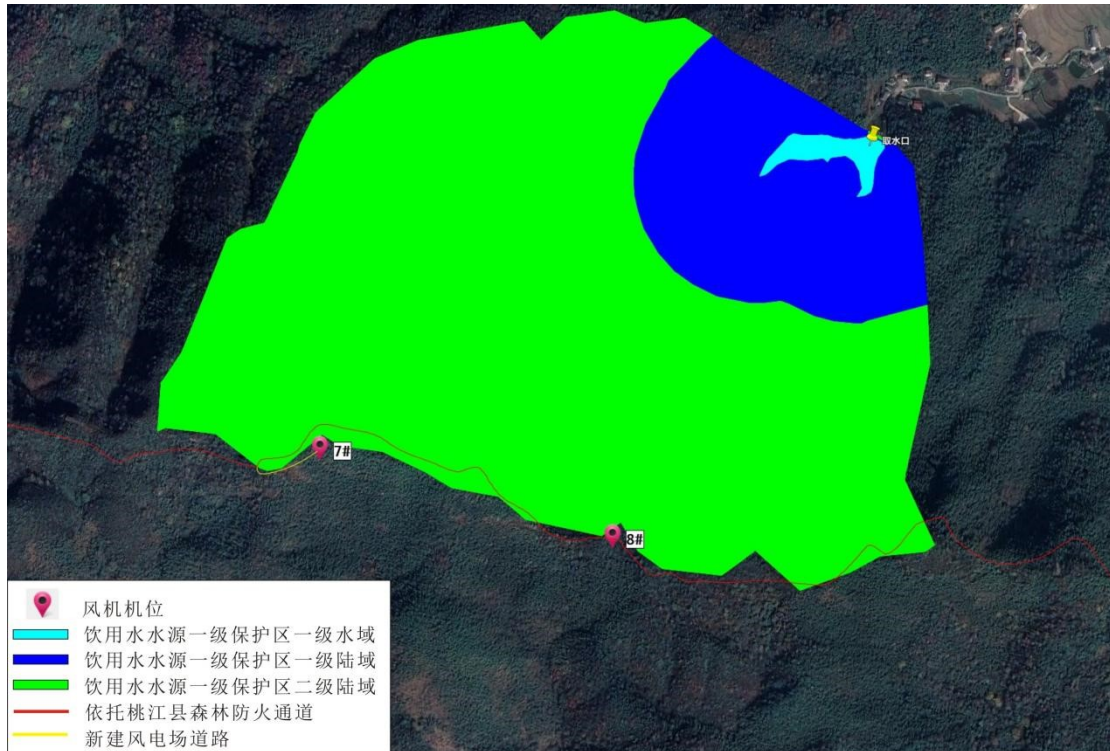 取水口
7#
8#
风机机位
饮用水水源一级保护区一级水域
饮用水水源一级保护区一级陆域
饮用水水源一级保护区二级陆域
依托桃江县森林防火通道
新建风电场道路